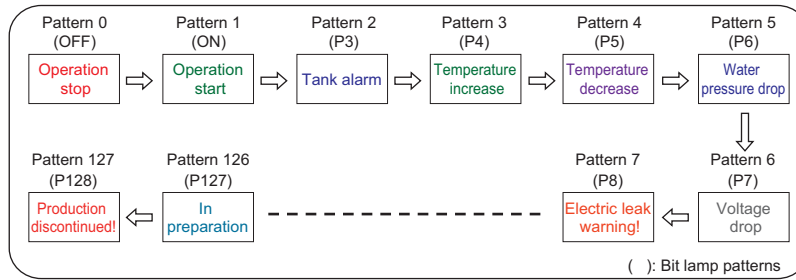 Pattern 0
(OFF)
Operation
stop
Pattern 1
(ON)
Operation
start
Pattern 2
(P3)
Tank alarm
Pattern 3
(P4)
Temperature
increase
Pattern 4
(P5)
Temperature
decrease
Pattern 5
(P6)
Water
pressure drop
Pattern 6
(P7)
Voltage
drop
Pattern 7
(P8)
Electric leak
warning!
Pattern 126
(P127)
In
preparation
Pattern 127
(P128)
Production
discontinued!
( ): Bit lamp patterns